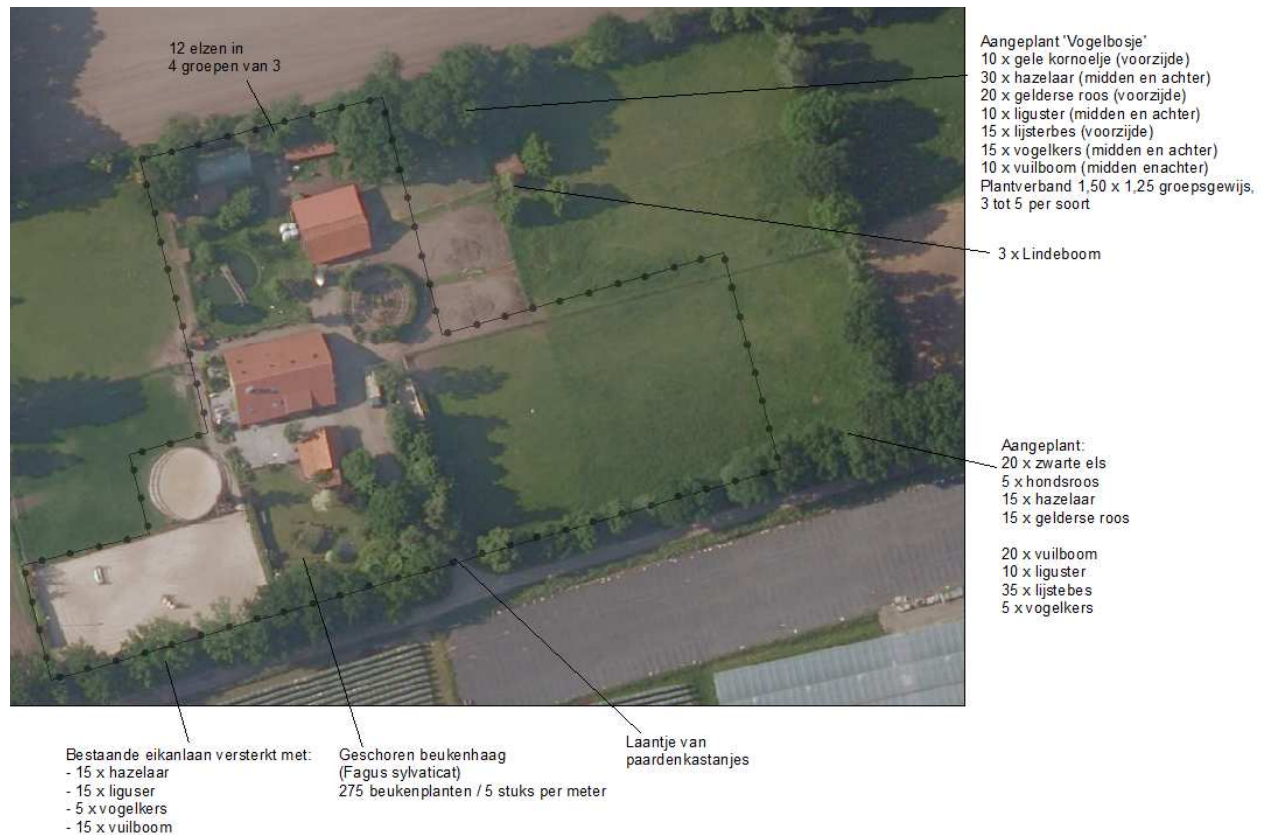 12 elzen in
4 groepen van 3
Aangeplant 'Vogelbosje'
10 x gele kornoelje (voorzijde)
30 x hazelaar (midden en achter)
20 x gelderse roos (voorzijde)
10 x liguster (midden en achter)
15 x lijsterbes (voorzijde)
15 x vogelkers (midden en achter)
10 x vuilboom (midden enachter)
Plantverband 1,50 x 1,25 groepsgewijs,
3 tot 5 per soort
3 x Lindeboom
Aangeplant:
20 x zwarte els
5 x hondsroos
15 x hazelaar
15 x gelderse roos
20 x vuilboom
10 x liguster
35 x lijstebes
5 x vogelkers
Bestaande eikanlaan versterkt met:
- 15 x hazelaar
- 15 x liguser
- 5 x vogelkers
- 15 x vuilboom
Geschoren beukenhaag
(Fagus sylvaticat)
275 beukenplanten / 5 stuks per meter
Laantje van
paardenkastanjes